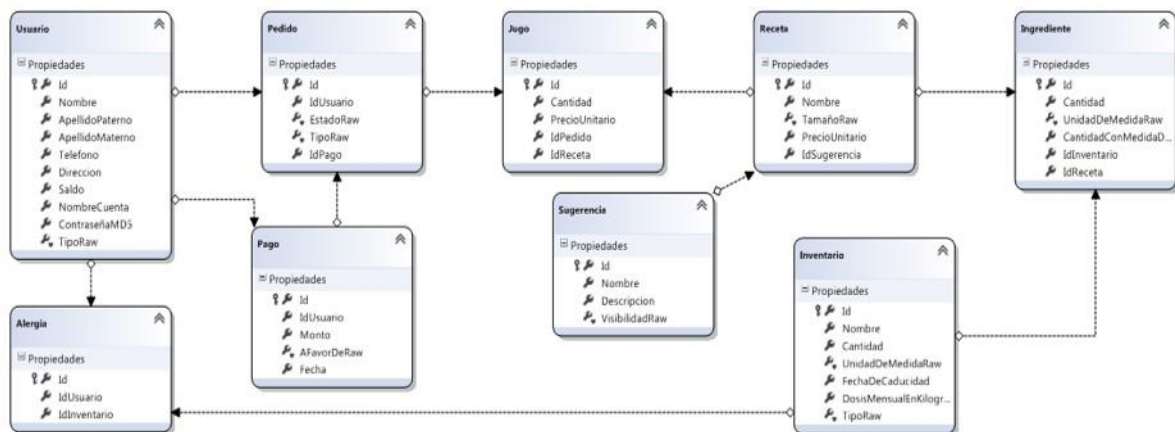 Usuario
Propiedades
Id
Nombre
ApellidoPaterno
ApellidoMaterno
Telefono
Direccion
Saldo
NombreCuenta
ContraseñaMD5
TipoRaw
Pedido
Propiedades
Id
IdUsuario
EstadoRaw
TipoRaw
IdPago
Jugo
Propiedades
Id
Cantidad
PrecioUnitario
IdPedido
IdReceta
Receta
Propiedades
Id
Nombre
TamañoRaw
PrecioUnitario
IdSugerencia
Ingrediente
Propiedades
Id
Cantidad
UnidadDeMedidaRaw
CantidadConMedidaD...
IdInventario
IdReceta
Alergia
Propiedades
Id
IdUsuario
IdInventario
Pago
Propiedades
Id
IdUsuario
Monto
AFavorDeRaw
Fecha
Sugerencia
Propiedades
Id
Nombre
Descripcion
VisibilidadRaw
Inventario
Propiedades
Id
Nombre
Cantidad
UnidadDeMedidaRaw
FechaDeCaducidad
DosisMensualEnKilogr...
TipoRaw